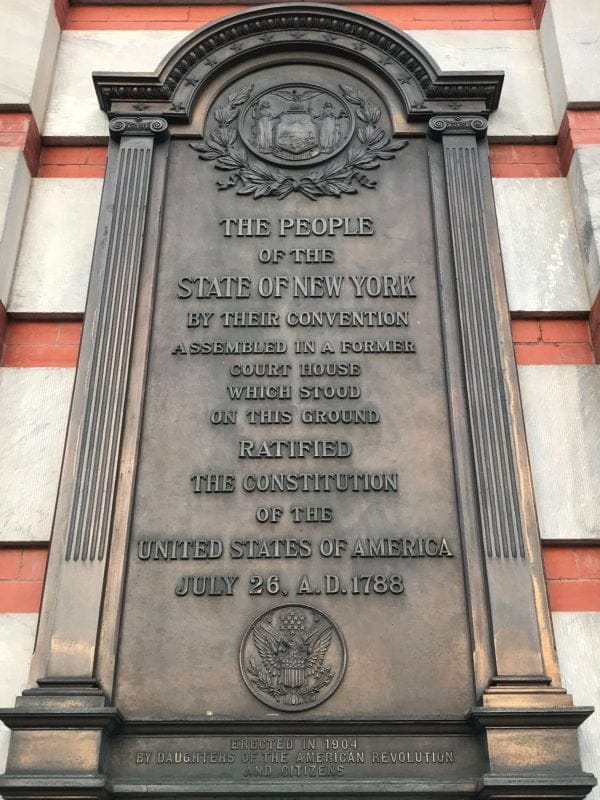 THE PEOPLE
OF THE
STATE OF NEW YORK
BY THEIR CONVENTION
ASSEMBLED IN A FORMER
COURT HOUSE
WHICH STOOD
ON THIS GROUND
RATIFIED
THE CONSTITUTION
OF THE
UNITED STATES OF AMERICA
JULY 26, A.D. 1788
ERECTED IN 1904
BY DAUGHTERS OF THE AMERICAN REVOLUTION
AND CITIZENS